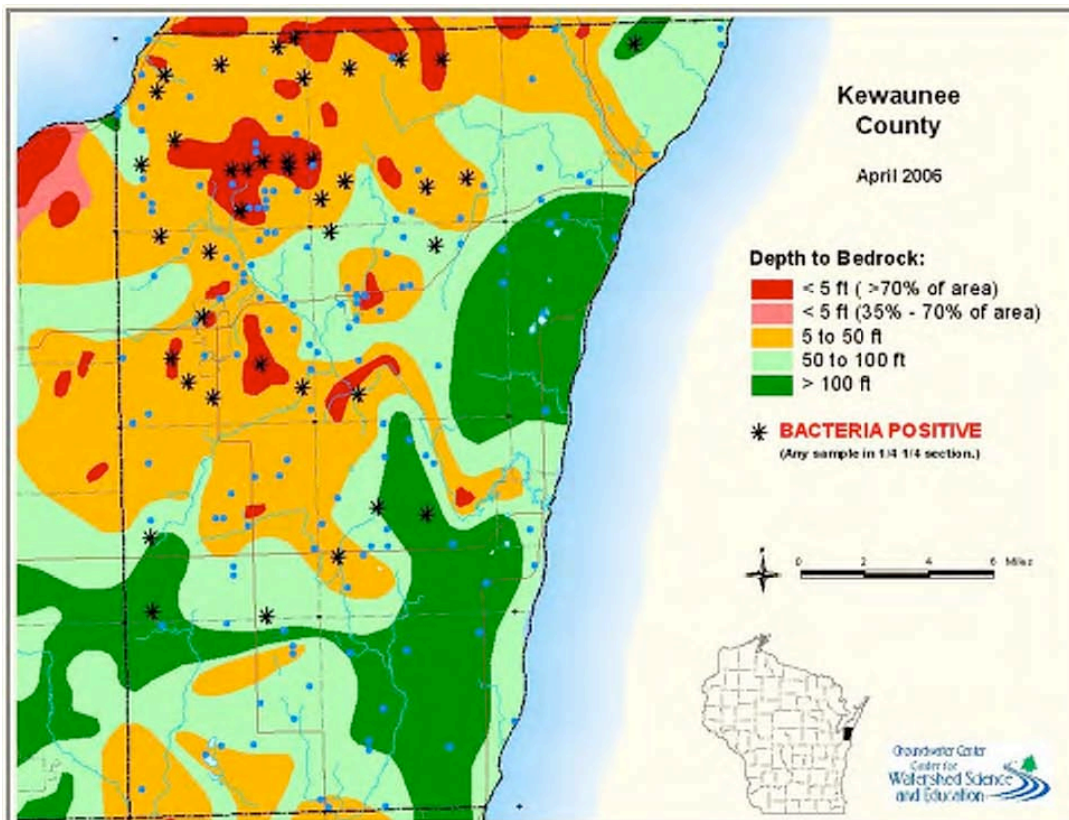 Kewaunee
County
April 2006
Depth to Bedrock:
< 5 ft ( >70% of area)
< 5 ft (35% - 70% of area)
5 to 50 ft
50 to 100 ft
> 100 ft
BACTERIA POSITIVE
(Any sample in 1/4 1/4 section.)
0 2 4 6 Miles
Groundwater Center
Center for
Watershed Science
and Education